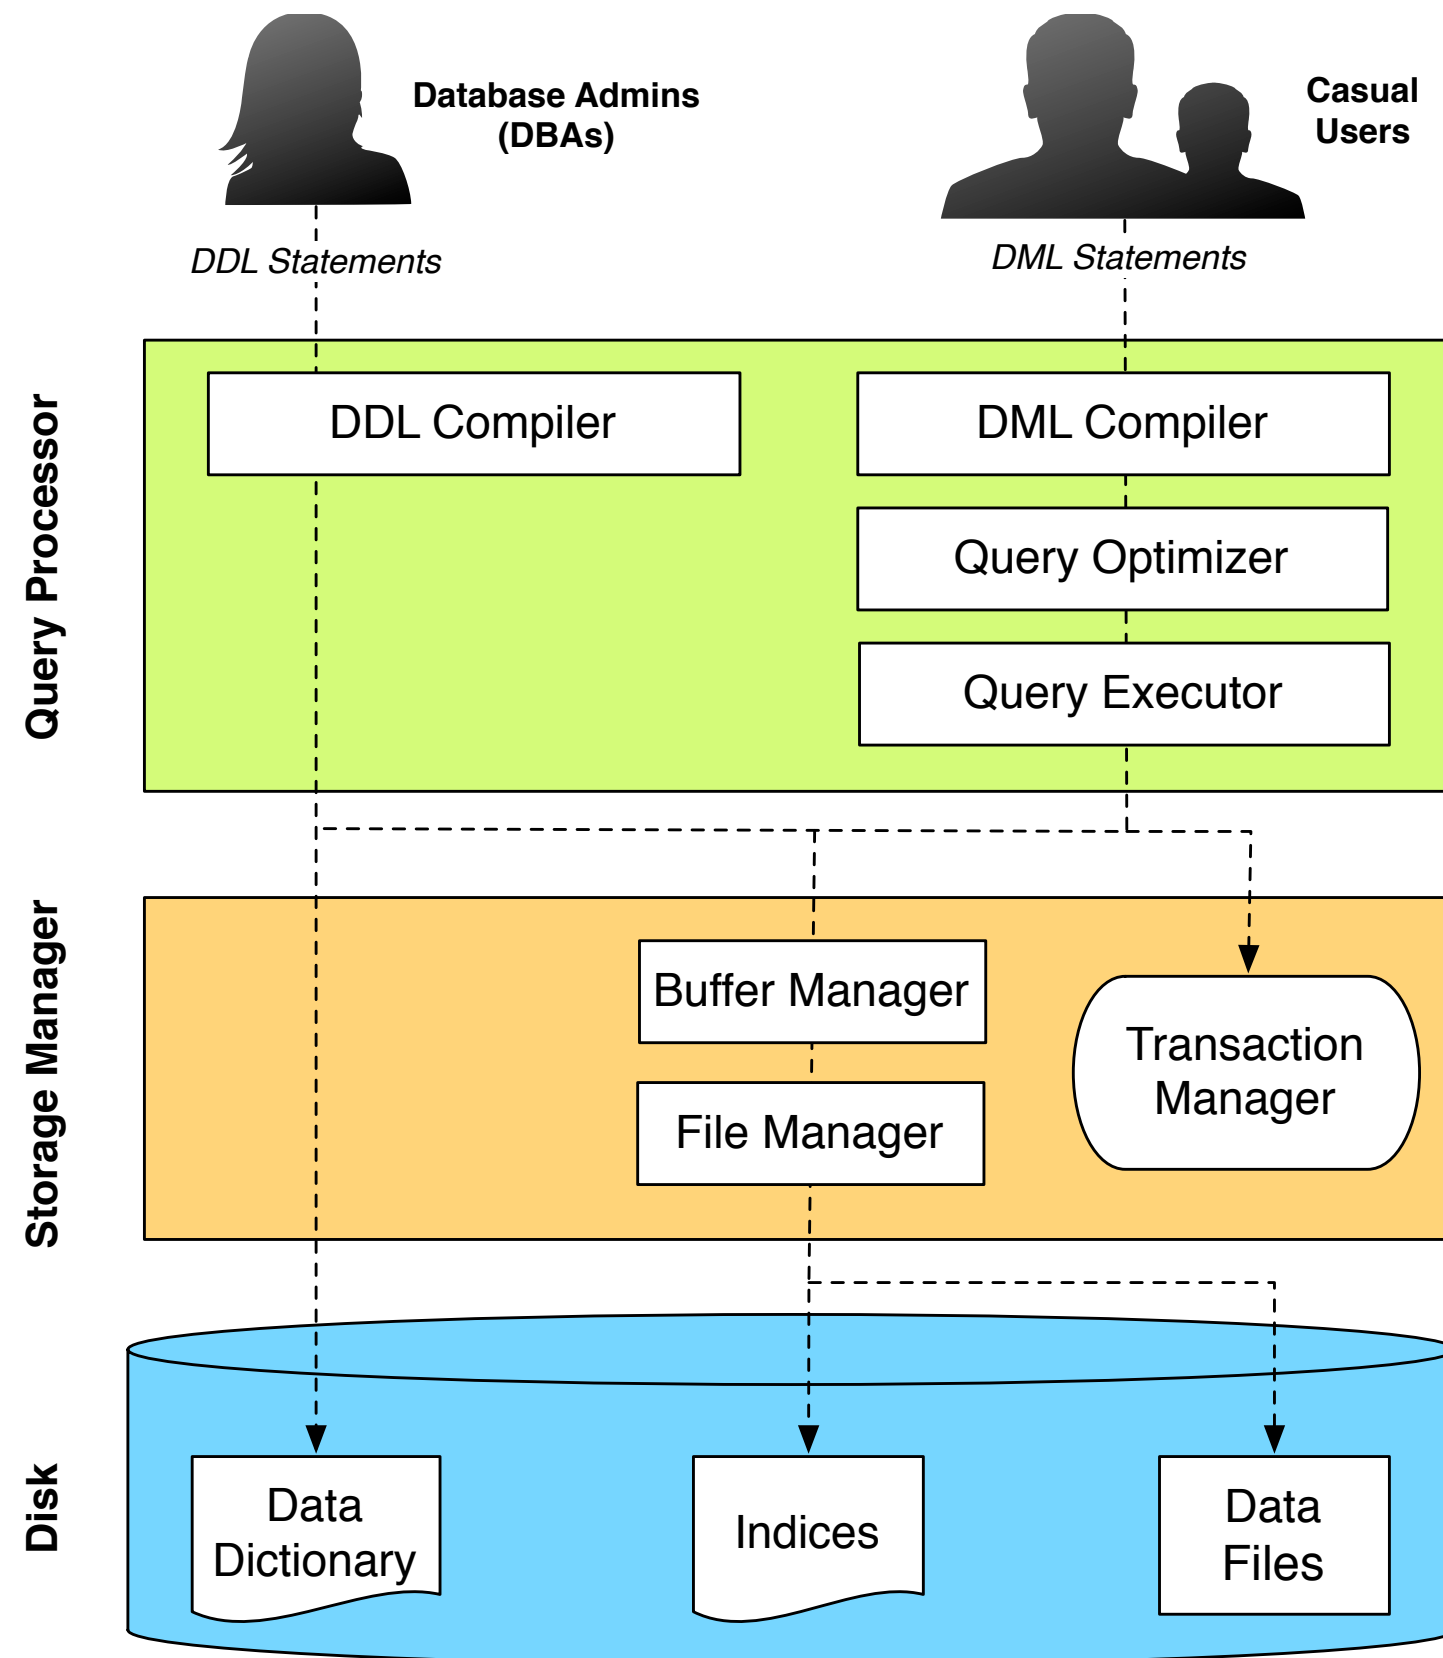 Database Admins
(DBAs)
Casual
Users
DDL Statements
DML Statements
Query Processor
DDL Compiler
DML Compiler
Query Optimizer
Query Executor
Storage Manager
Buffer Manager
File Manager
Transaction
Manager
Disk
Data
Dictionary
Indices
Data
Files